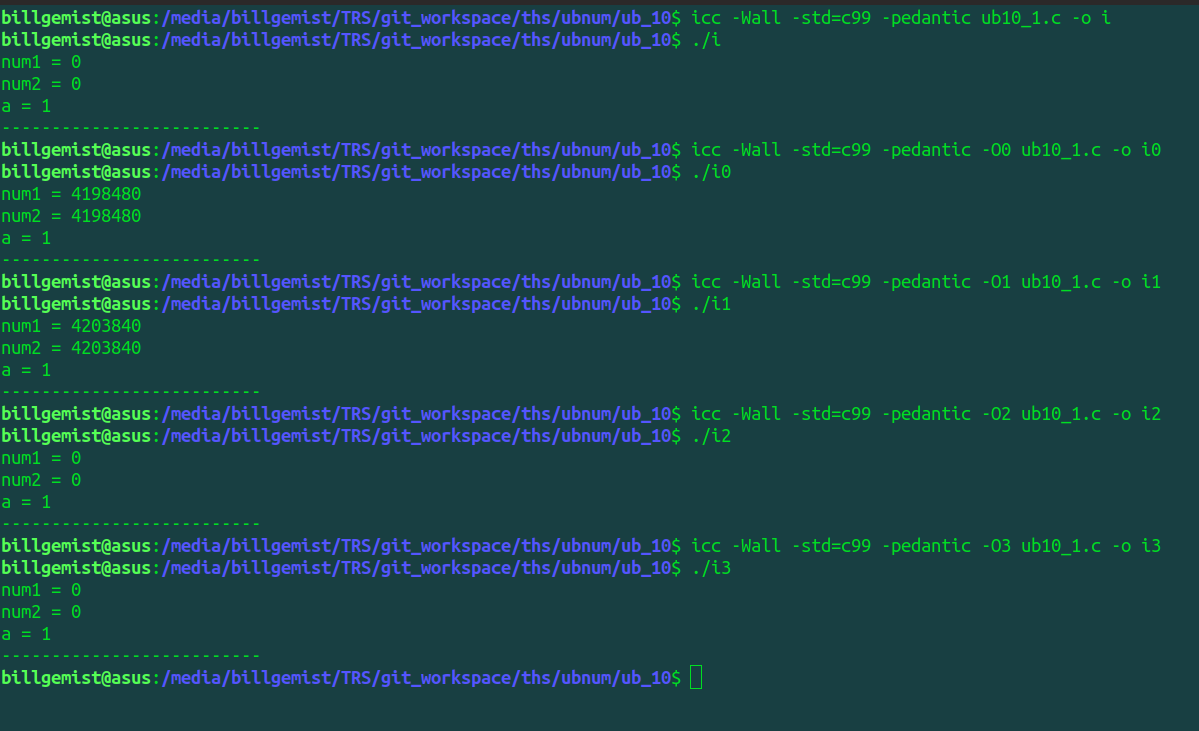 billgemist@asus:/media/billgemist/TRS/git_workspace/ths/ubnum/ub_10$ icc -Wall -std=c99 -pedantic ub10_1.c -o i
billgemist@asus:/media/billgemist/TRS/git_workspace/ths/ubnum/ub_10$ ./i
num1 = 0
num2 = 0
a = 1
--------------------------
billgemist@asus:/media/billgemist/TRS/git_workspace/ths/ubnum/ub_10$ icc -Wall -std=c99 -pedantic -O0 ub10_1.c -o i0
billgemist@asus:/media/billgemist/TRS/git_workspace/ths/ubnum/ub_10$ ./i0
num1 = 4198480
num2 = 4198480
a = 1
--------------------------
billgemist@asus:/media/billgemist/TRS/git_workspace/ths/ubnum/ub_10$ icc -Wall -std=c99 -pedantic -O1 ub10_1.c -o i1
billgemist@asus:/media/billgemist/TRS/git_workspace/ths/ubnum/ub_10$ ./i1
num1 = 4203840
num2 = 4203840
a = 1
--------------------------
billgemist@asus:/media/billgemist/TRS/git_workspace/ths/ubnum/ub_10$ icc -Wall -std=c99 -pedantic -O2 ub10_1.c -o i2
billgemist@asus:/media/billgemist/TRS/git_workspace/ths/ubnum/ub_10$ ./i2
num1 = 0
num2 = 0
a = 1
--------------------------
billgemist@asus:/media/billgemist/TRS/git_workspace/ths/ubnum/ub_10$ icc -Wall -std=c99 -pedantic -O3 ub10_1.c -o i3
billgemist@asus:/media/billgemist/TRS/git_workspace/ths/ubnum/ub_10$ ./i3
num1 = 0
num2 = 0
a = 1
--------------------------
billgemist@asus:/media/billgemist/TRS/git_workspace/ths/ubnum/ub_10$